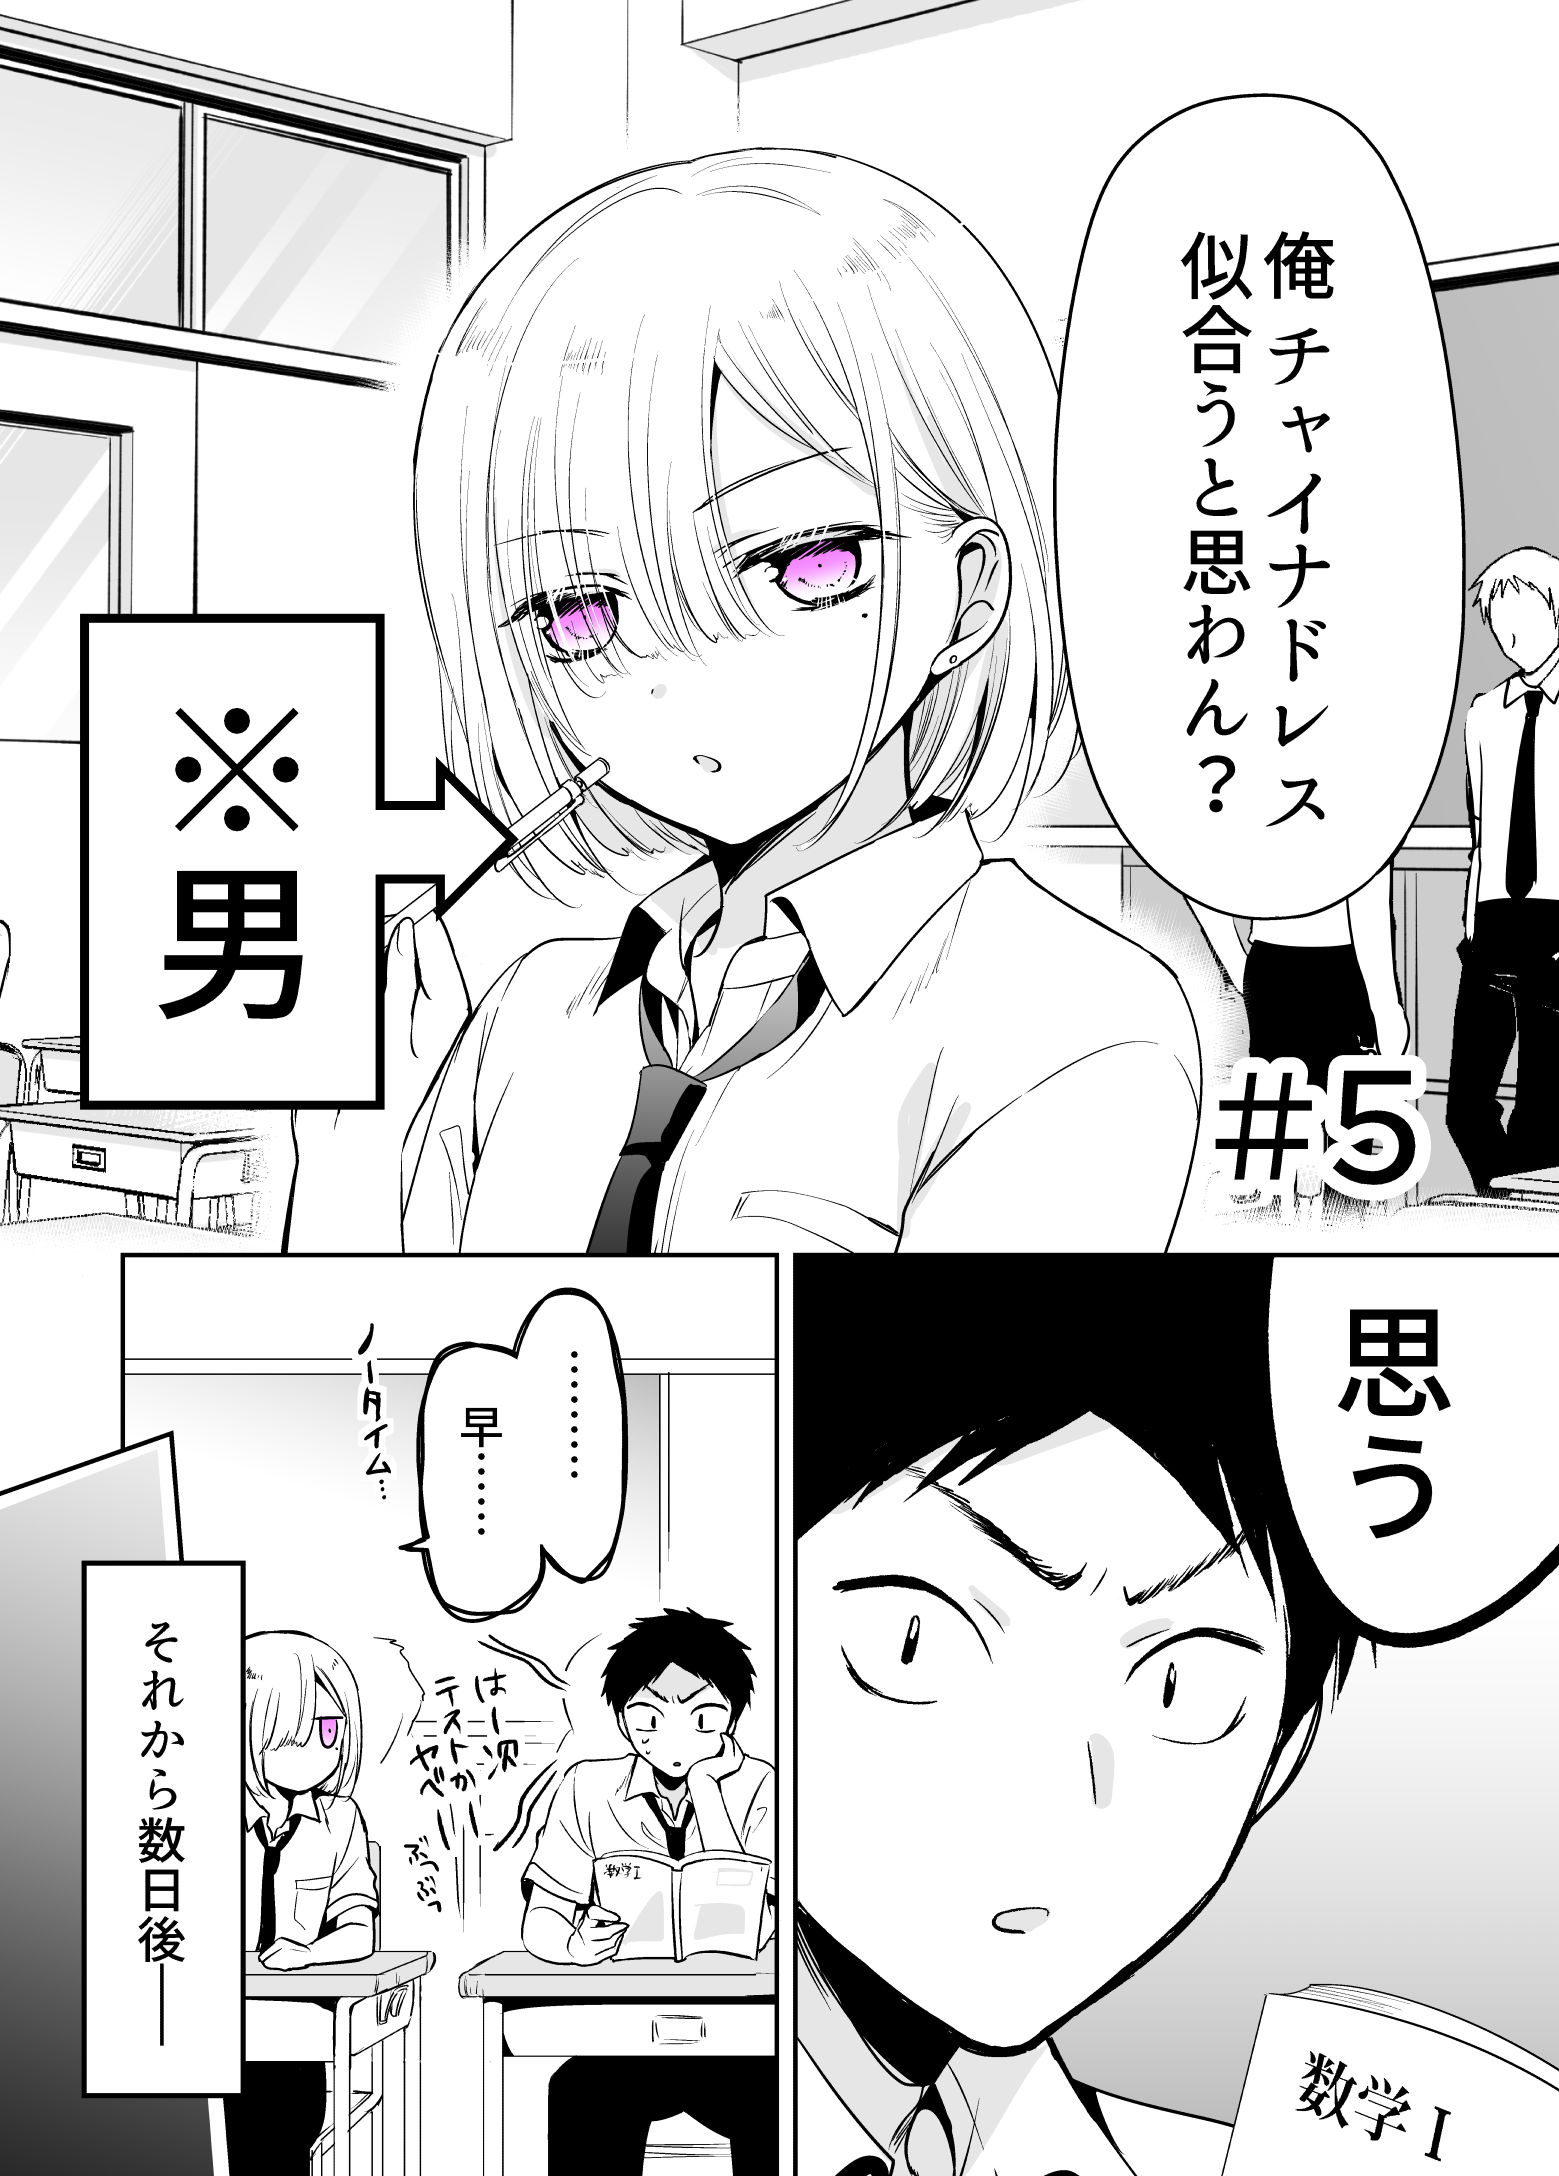 俺チャイナドレス
似合うと思わん？
※男
#5
思う
………
早……
ノータイム…
はー次
テストか
ヤベー
ぶつぶつ
数学Ⅰ
数学Ⅰ
それから数日後──